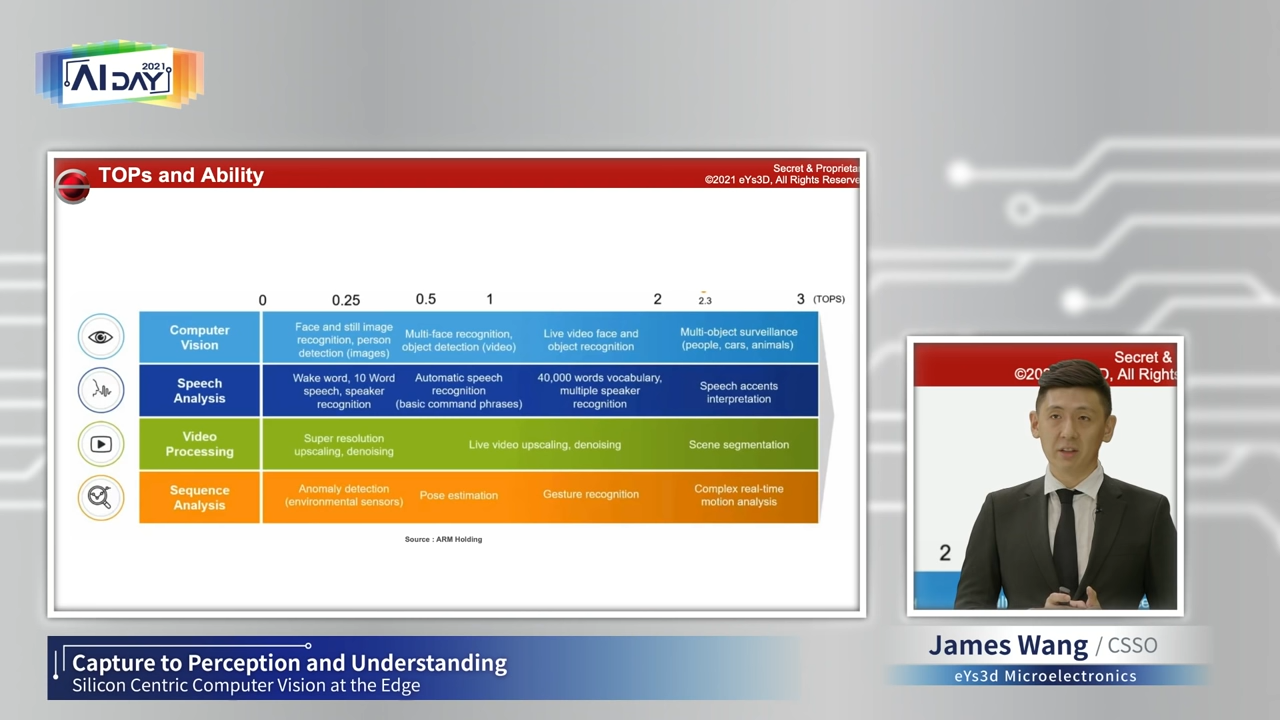 AI DAY 2021
TOPs and Ability
Secret & Proprieta
©2021 eYs3D, All Rights Reserve
0 0.25 0.5 1 2 2.3 3 (TOPS)
Computer
Vision
Face and still image
recognition, person
detection (images)
Multi-face recognition,
object detection (video)
Live video face and
object recognition
Multi-object surveillance
(people, cars, animals)
Speech
Analysis
Wake word, 10 Word
speech, speaker
recognition
Automatic speech
recognition
(basic command phrases)
40,000 words vocabulary,
multiple speaker
recognition
Speech accents
interpretation
Video
Processing
Super resolution
upscaling, denoising
Live video upscaling, denoising
Scene segmentation
Sequence
Analysis
Anomaly detection
(environmental sensors)
Pose estimation
Gesture recognition
Complex real-time
motion analysis
Source : ARM Holding
Secret &
©20 D, All Rights
2
James Wang / CSSO
eYs3d Microelectronics
Capture to Perception and Understanding
Silicon Centric Computer Vision at the Edge